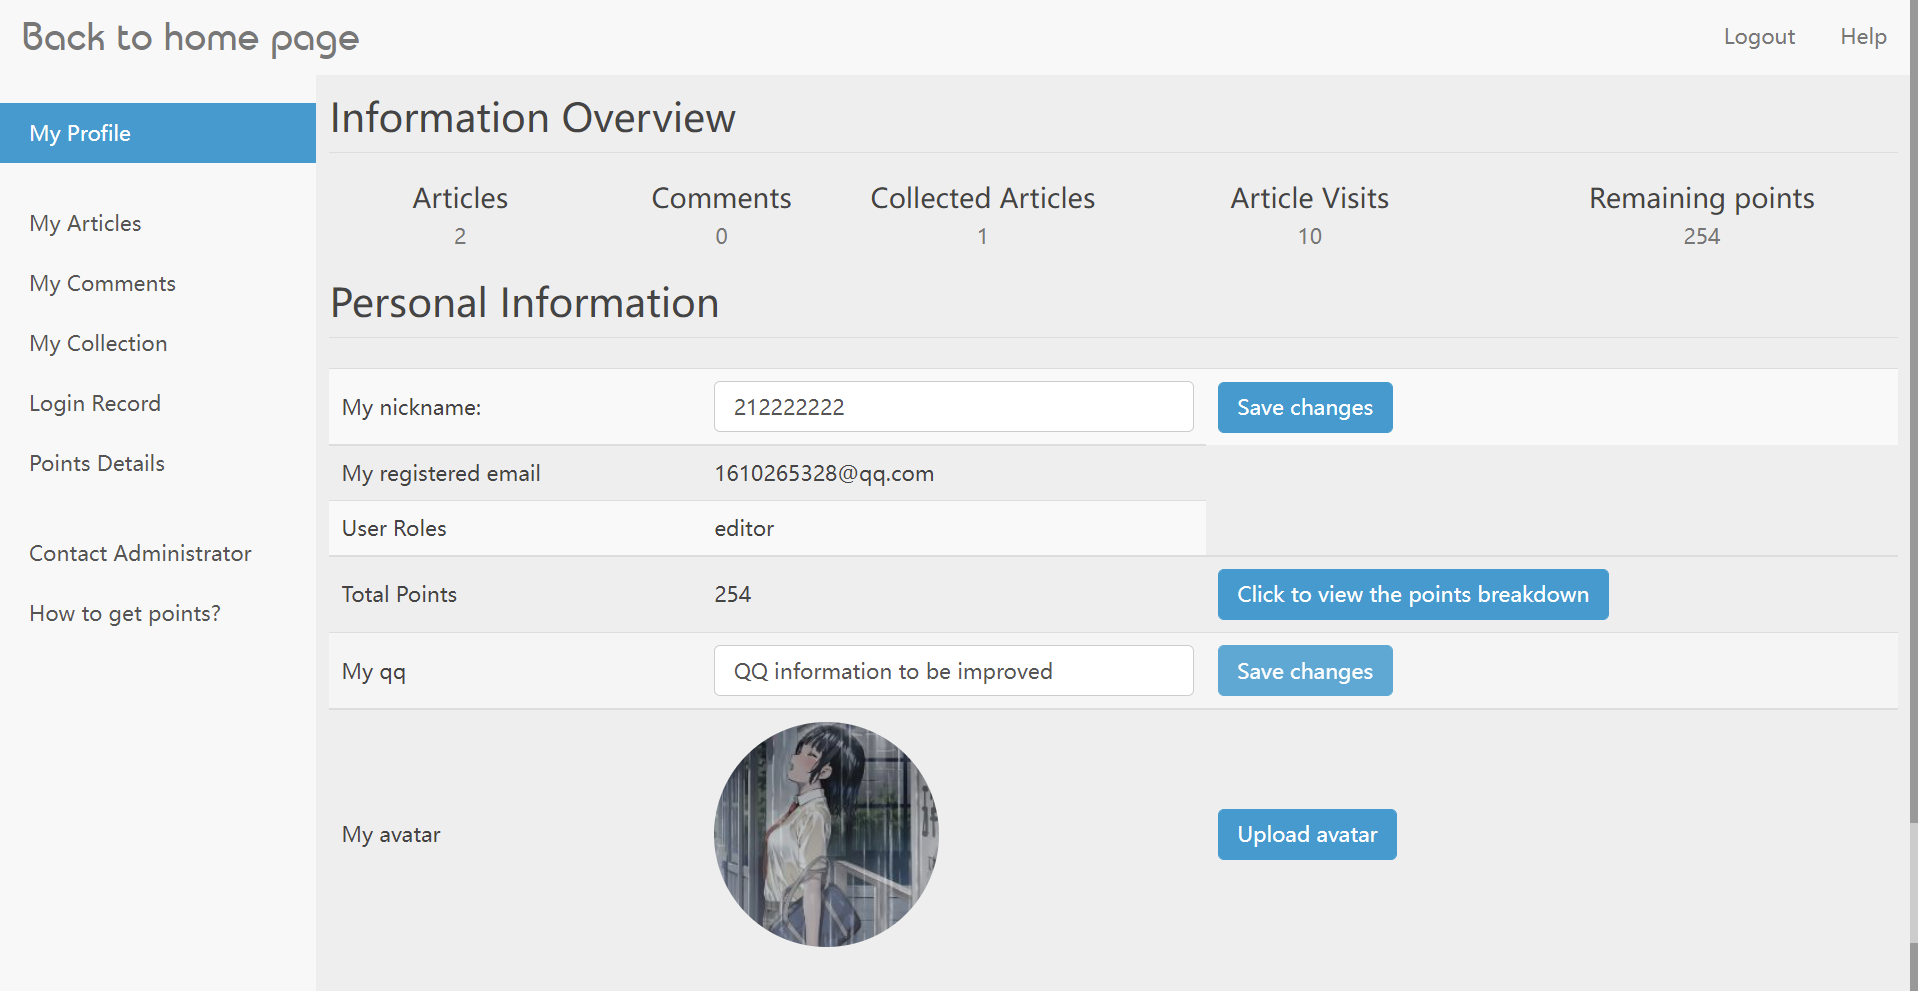 Back to home page
Logout
Help
My Profile
My Articles
My Comments
My Collection
Login Record
Points Details
Contact Administrator
How to get points?
Information Overview
Articles
2
Comments
0
Collected Articles
1
Article Visits
10
Remaining points
254
Personal Information
My nickname:
212222222
Save changes
My registered email
1610265328@qq.com
User Roles
editor
Total Points
254
Click to view the points breakdown
My qq
QQ information to be improved
Save changes
My avatar
Upload avatar